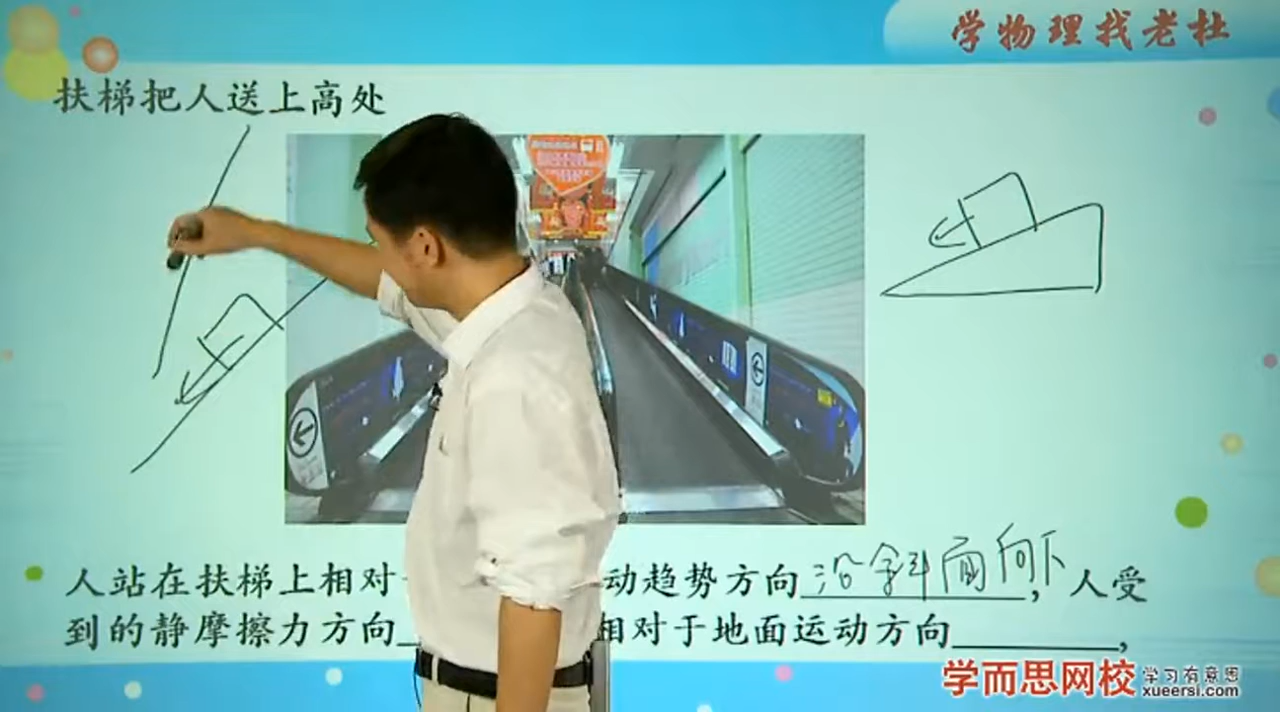 学物理找老杜
扶梯把人送上高处
人站在扶梯上相对
动趋势方向沿斜面向下,人受
到的静摩擦力方向 相对于地面运动方向 ,
学而思网校 学习有意思
xueersi.com